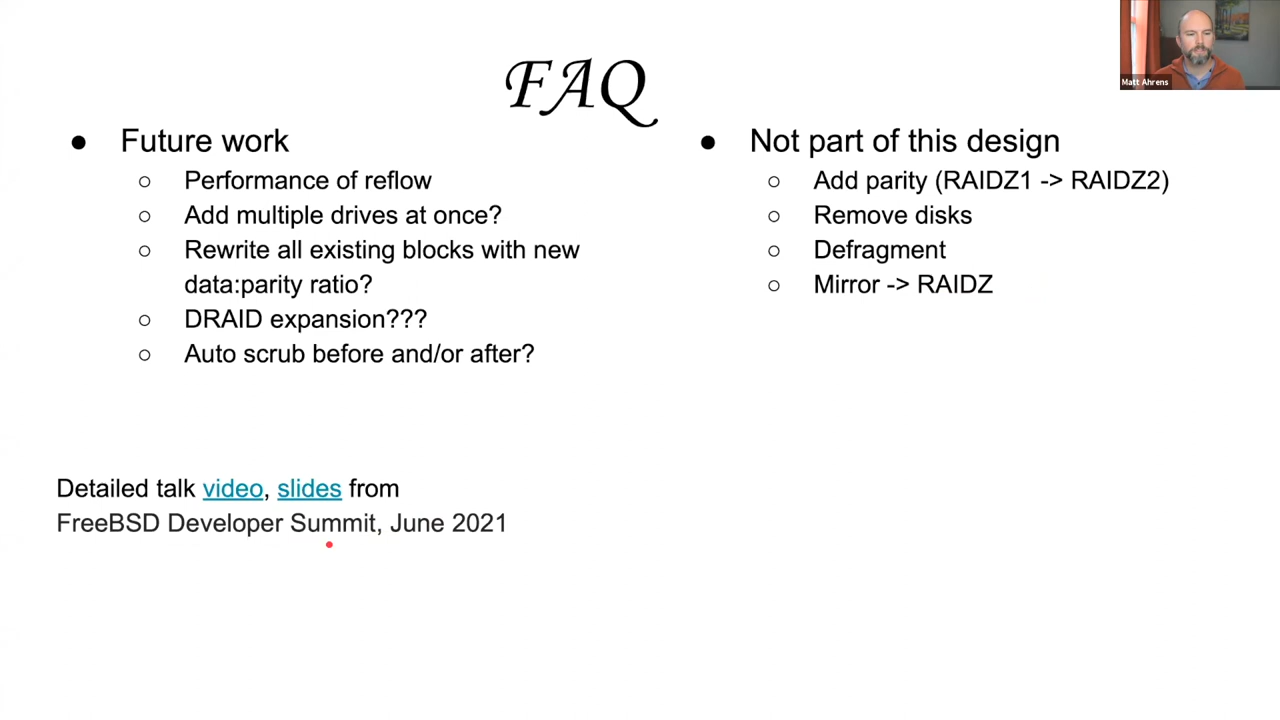 Matt Ahrens
FAQ
● Future work
○ Performance of reflow
○ Add multiple drives at once?
○ Rewrite all existing blocks with new
data:parity ratio?
○ DRAID expansion???
○ Auto scrub before and/or after?
● Not part of this design
○ Add parity (RAIDZ1 -> RAIDZ2)
○ Remove disks
○ Defragment
○ Mirror -> RAIDZ
Detailed talk video, slides from
FreeBSD Developer Summit, June 2021